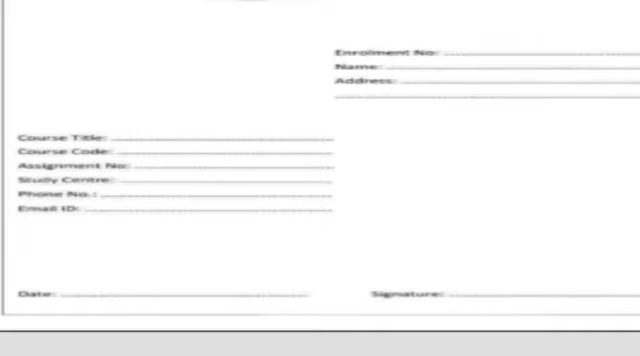 Enrolment No:
Name:
Address:
Course Title:
Course Code:
Assignment No:
Study Centre:
Phone No.:
Email ID:
Date:
Signature: